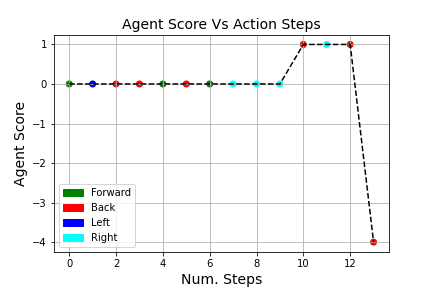 Agent Score Vs Action Steps
Agent Score
1
0
−1
−2
−3
−4
Forward
Back
Left
Right
0 2 4 6 8 10 12
Num. Steps